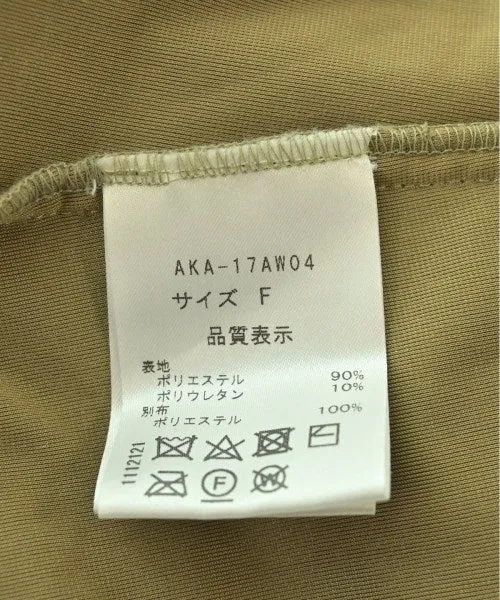 AKA-17AW04
サイズ F
品質表示
表地
ポリエステル 90%
ポリウレタン 10%
別布
ポリエステル 100%
1112121
F
W